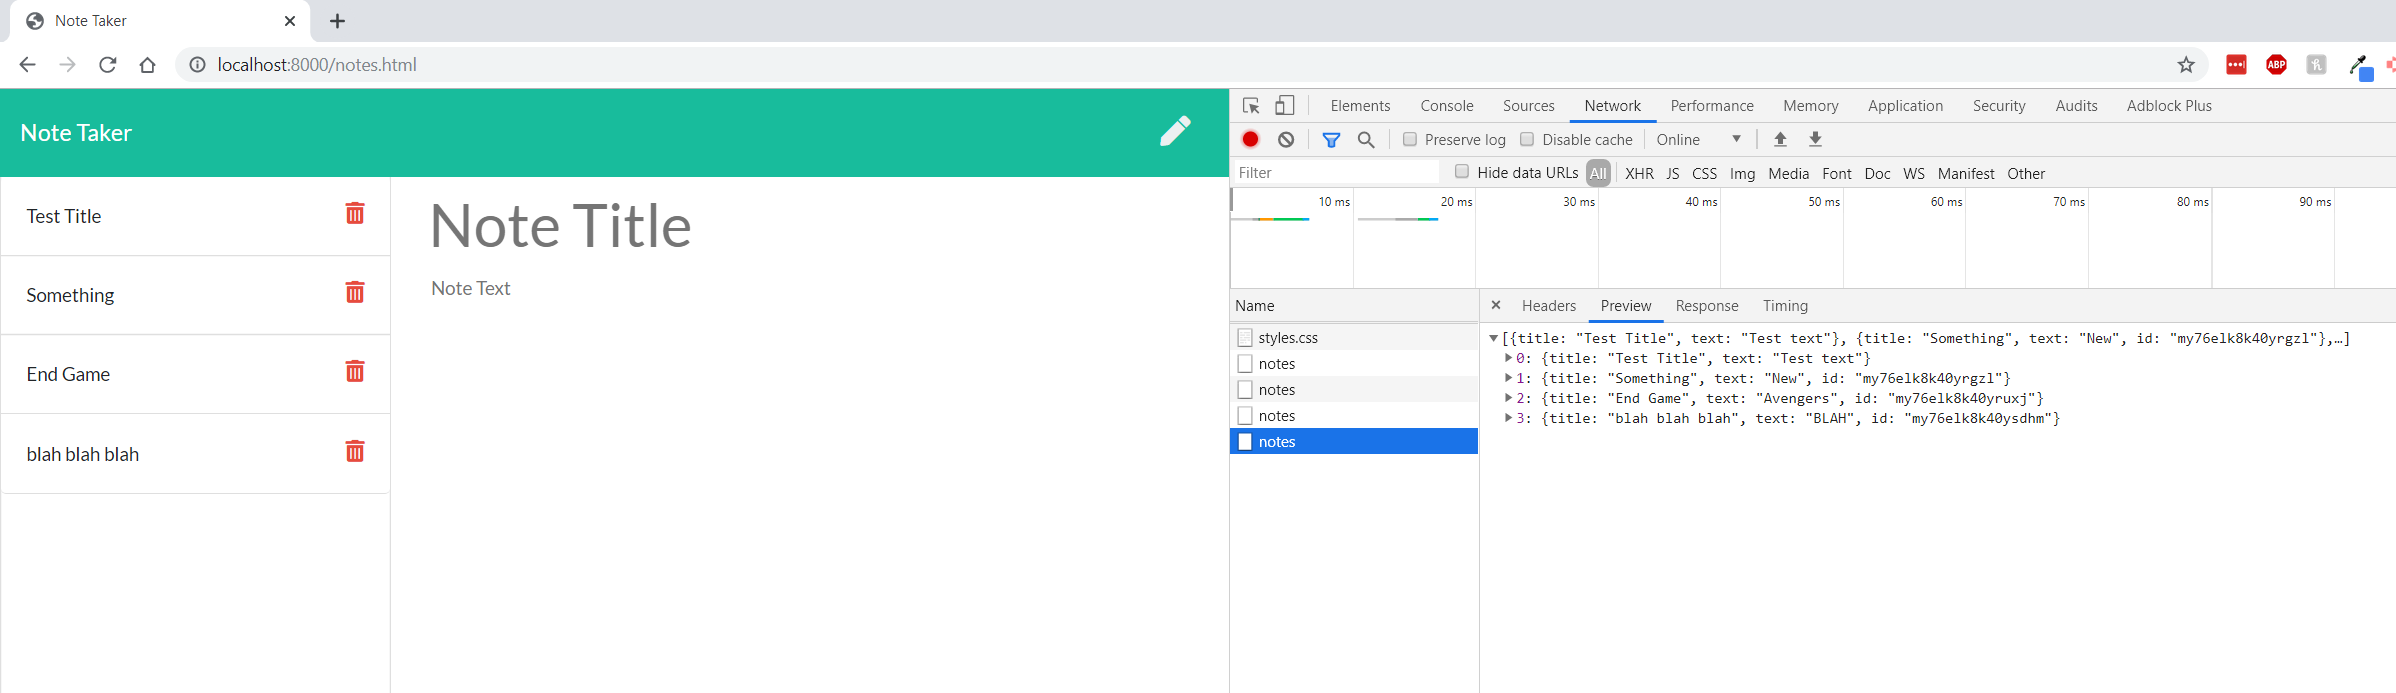 Note Taker
localhost:8000/notes.html
ABP
Note Taker
Test Title
Something
End Game
blah blah blah
Note Title
Note Text
Elements Console Sources Network Performance Memory Application Security Audits Adblock Plus
Preserve log Disable cache Online
Filter Hide data URLs All XHR JS CSS Img Media Font Doc WS Manifest Other
10 ms 20 ms 30 ms 40 ms 50 ms 60 ms 70 ms 80 ms 90 ms
Name
styles.css
notes
notes
notes
notes
Headers Preview Response Timing
[{title: "Test Title", text: "Test text"}, {title: "Something", text: "New", id: "my76elk8k40yrgzl"},…]
0: {title: "Test Title", text: "Test text"}
1: {title: "Something", text: "New", id: "my76elk8k40yrgzl"}
2: {title: "End Game", text: "Avengers", id: "my76elk8k40yruxj"}
3: {title: "blah blah blah", text: "BLAH", id: "my76elk8k40ysdhm"}